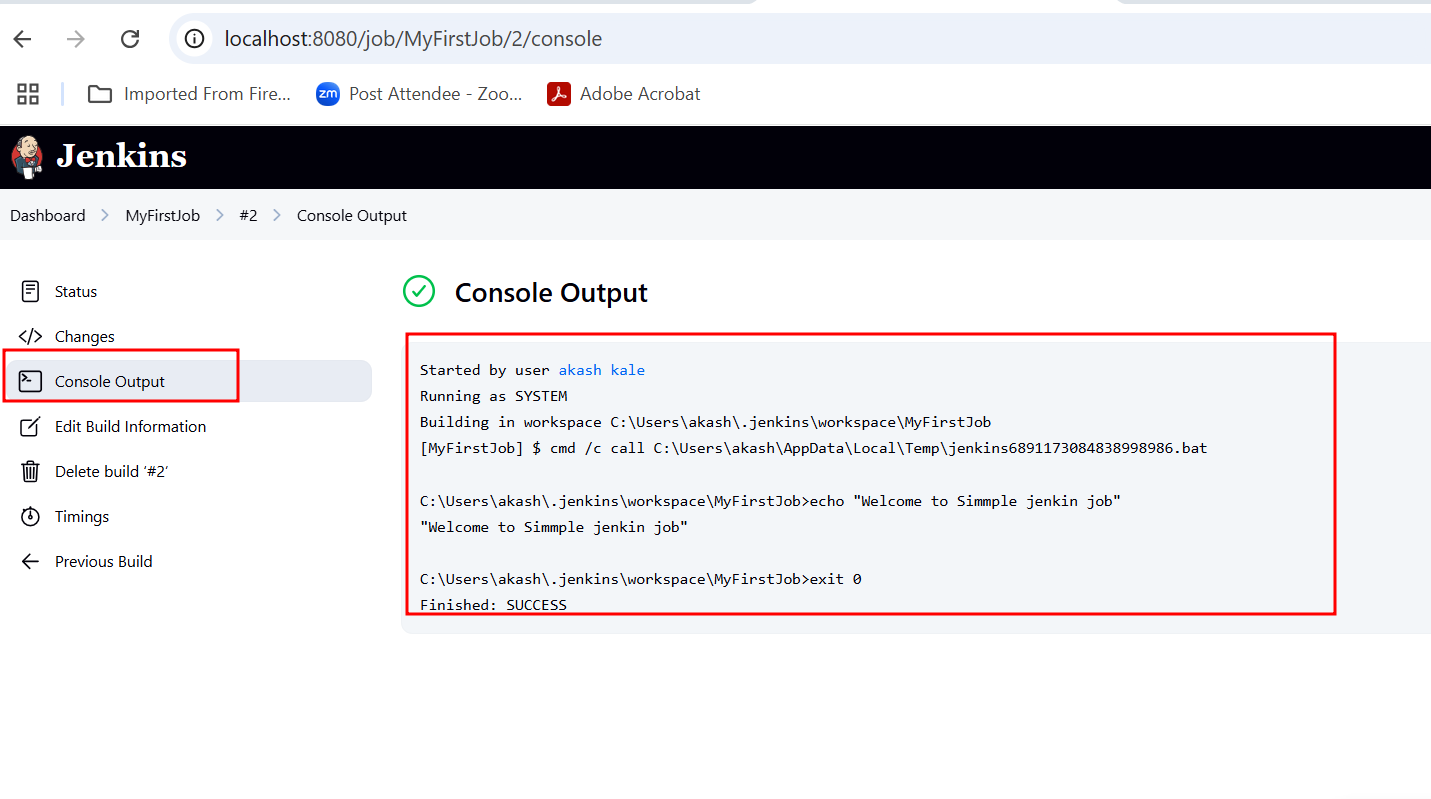 localhost:8080/job/MyFirstJob/2/console
Imported From Fire...
zm Post Attendee - Zoo...
Adobe Acrobat
Jenkins
Dashboard > MyFirstJob > #2 > Console Output
Status
Changes
Console Output
Edit Build Information
Delete build ‘#2’
Timings
Previous Build
Console Output
Started by user akash kale
Running as SYSTEM
Building in workspace C:\Users\akash\.jenkins\workspace\MyFirstJob
[MyFirstJob] $ cmd /c call C:\Users\akash\AppData\Local\Temp\jenkins6891173084838998986.bat
C:\Users\akash\.jenkins\workspace\MyFirstJob>echo "Welcome to Simmple jenkin job"
"Welcome to Simmple jenkin job"
C:\Users\akash\.jenkins\workspace\MyFirstJob>exit 0
Finished: SUCCESS